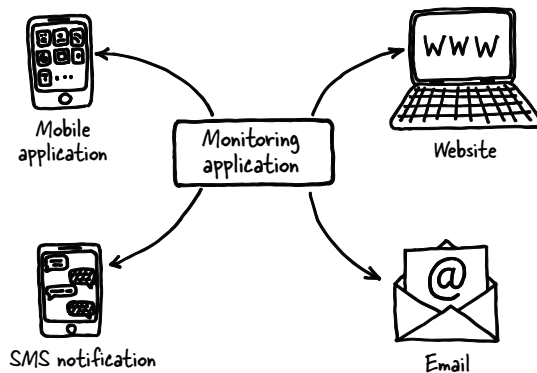 WWW
Mobile
application
Monitoring
application
Website
@
SMS notification
Email